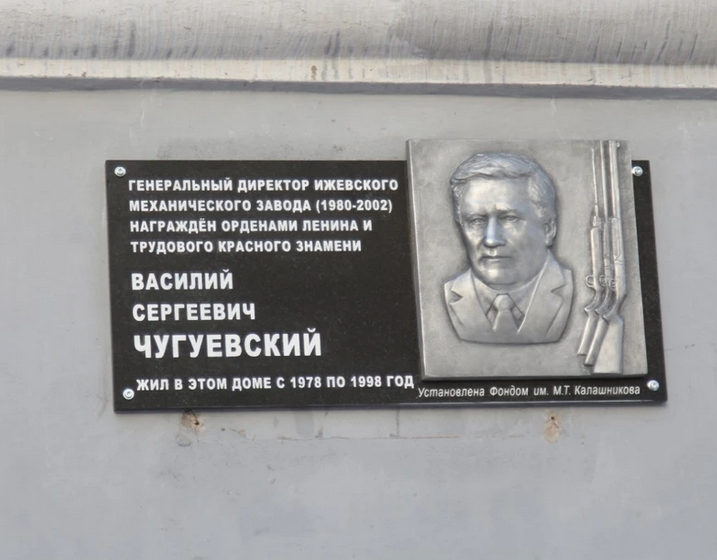 ГЕНЕРАЛЬНЫЙ ДИРЕКТОР ИЖЕВСКОГО
МЕХАНИЧЕСКОГО ЗАВОДА (1980-2002)
НАГРАЖДЁН ОРДЕНАМИ ЛЕНИНА И
ТРУДОВОГО КРАСНОГО ЗНАМЕНИ
ВАСИЛИЙ
СЕРГЕЕВИЧ
ЧУГУЕВСКИЙ
ЖИЛ В ЭТОМ ДОМЕ С 1978 ПО 1998 ГОД
Установлена Фондом им. М.Т. Калашникова